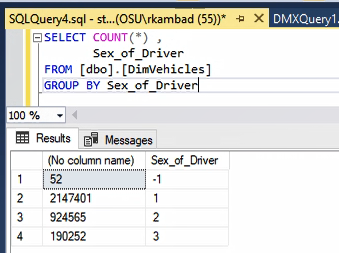 SQLQuery4.sql - st...(OSU\rkambad (55))* DMXQuery1.
SELECT COUNT(*) ,
Sex_of_Driver
FROM [dbo].[DimVehicles]
GROUP BY Sex_of_Driver
100 %
Results Messages
(No column name) Sex_of_Driver
1 52 -1
2 2147401 1
3 924565 2
4 190252 3